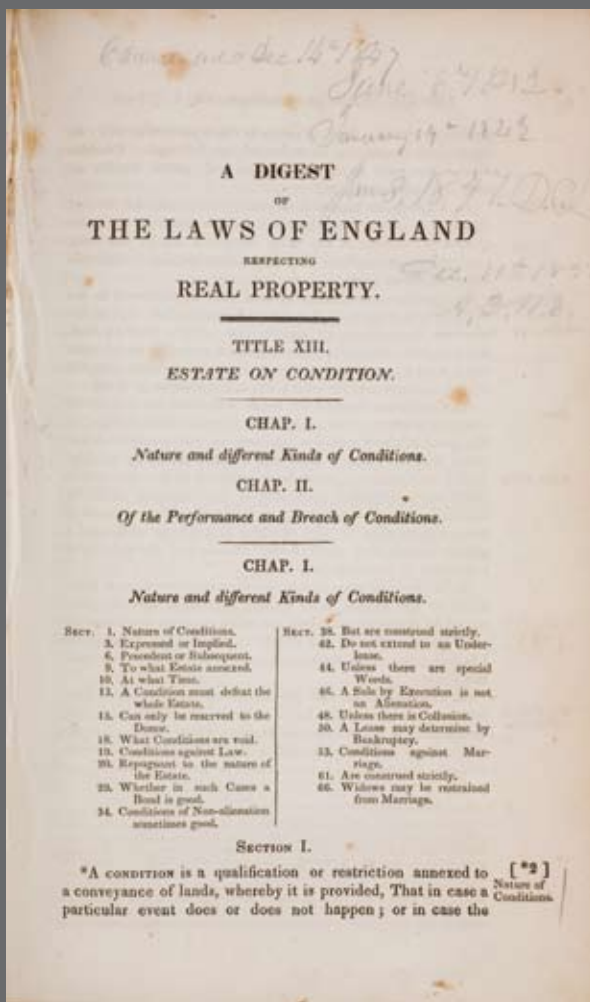 June
January 14th 1843
A DIGEST
OF
THE LAWS OF ENGLAND
RESPECTING
REAL PROPERTY.
TITLE XIII.
ESTATE ON CONDITION.
CHAP. I.
Nature and different Kinds of Conditions.
CHAP. II.
Of the Performance and Breach of Conditions.
CHAP. I.
Nature and different Kinds of Conditions.
SECT. 1. Nature of Conditions.
3. Expressed or Implied.
6. Precedent or Subsequent.
9. To what Estate annexed.
10. At what Time.
13. A Condition must defeat the
whole Estate.
15. Can only be reserved to the
Donor.
18. What Conditions are void.
19. Conditions against Law.
20. Repugnant to the nature of
the Estate.
29. Whether in such Cases a
Bond is good.
34. Conditions of Non-alienation
sometimes good.
SECT. 38. But are construed strictly.
42. Do not extend to an Under-
lease.
44. Unless there are special
Words.
46. A Sale by Execution is not
an Alienation.
48. Unless there is Collusion.
50. A Lease may determine by
Bankruptcy.
53. Conditions against Mar-
riage.
61. Are construed strictly.
66. Widows may be restrained
from Marriage.
SECTION I.
*A CONDITION is a qualification or restriction annexed to
a conveyance of lands, whereby it is provided, That in case a
particular event does or does not happen; or in case the
[*2]
Nature of
Conditions.